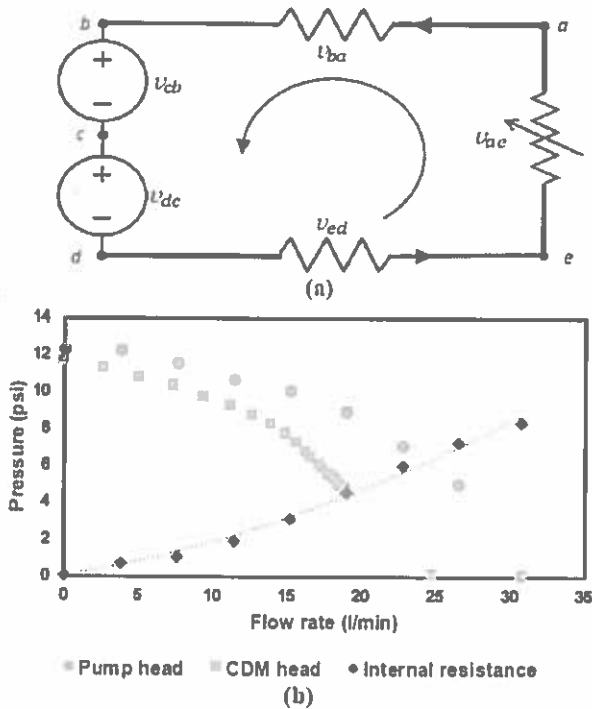 b a
v_ba
+
v_cb
−
c
v_ae
+
v_dc
−
v_ed
d e
(a)
14
12
10
8
6
4
2
0
Pressure (psi)
0 5 10 15 20 25 30 35
Flow rate (l/min)
Pump head CDM head Internal resistance
(b)